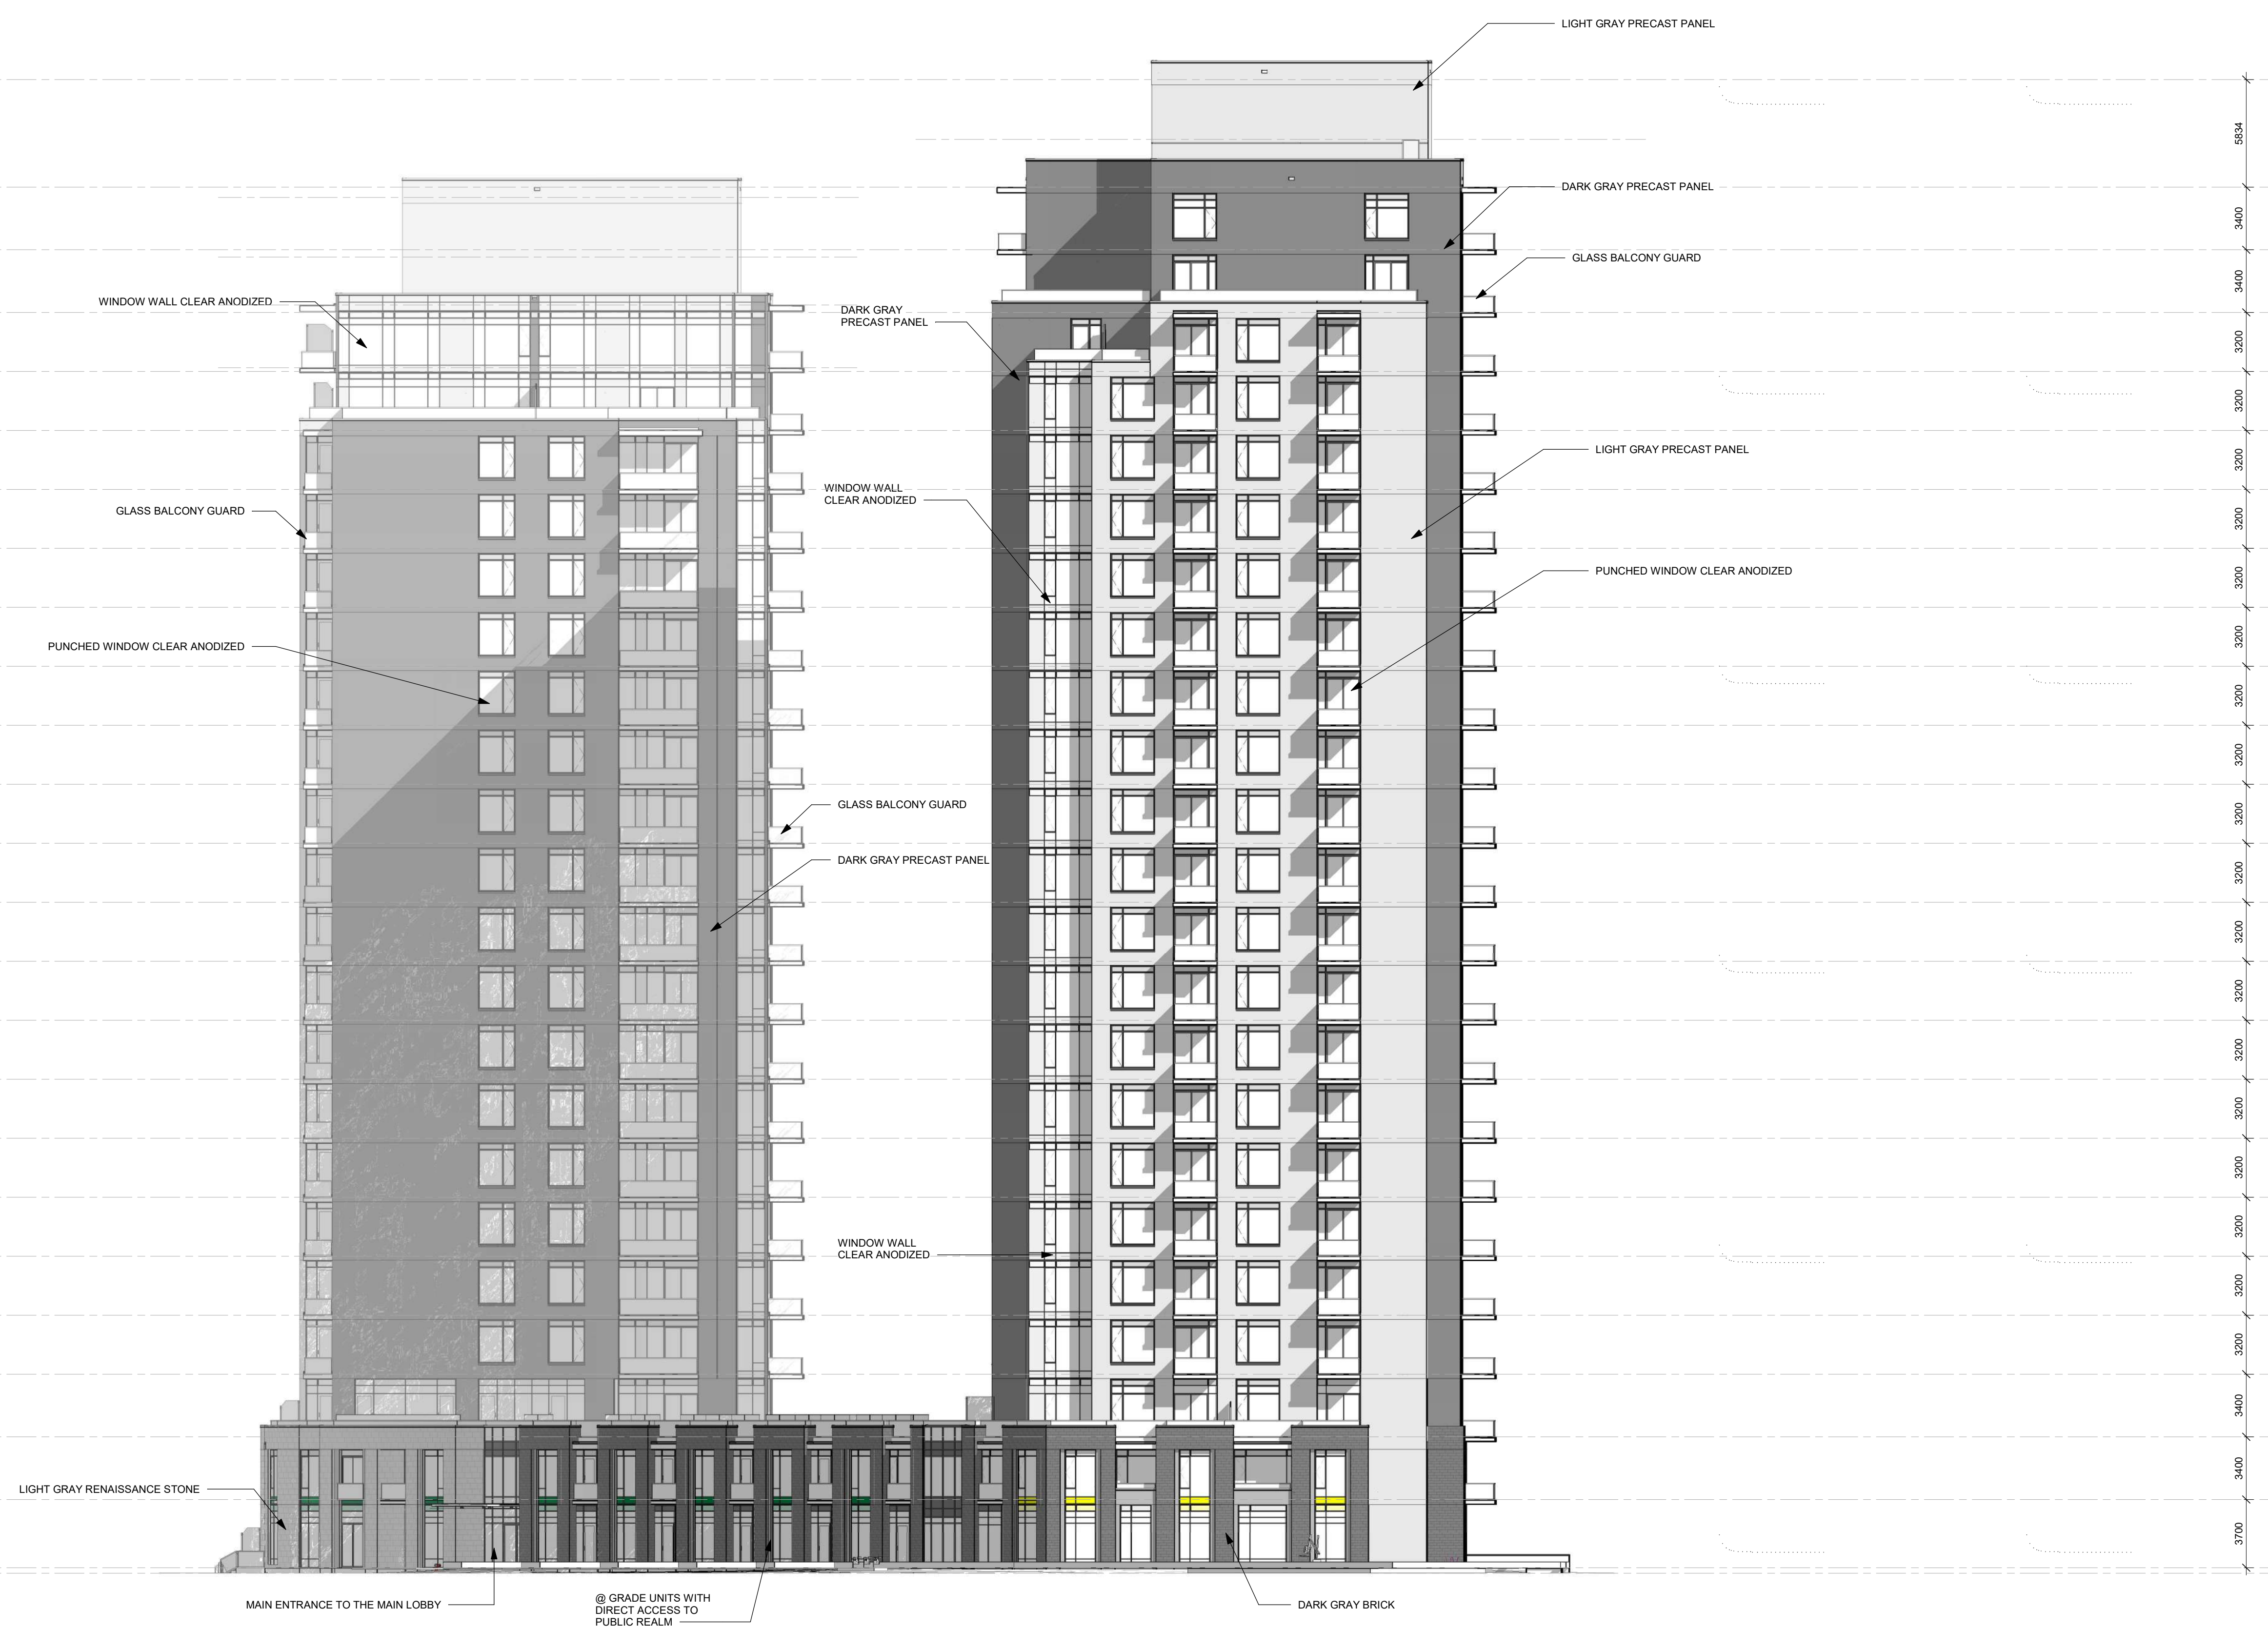 LIGHT GRAY PRECAST PANEL
5834
DARK GRAY PRECAST PANEL
3400
GLASS BALCONY GUARD
3400
WINDOW WALL CLEAR ANODIZED
DARK GRAY
PRECAST PANEL
3200
3200
LIGHT GRAY PRECAST PANEL
3200
WINDOW WALL
CLEAR ANODIZED
GLASS BALCONY GUARD
3200
PUNCHED WINDOW CLEAR ANODIZED
3200
PUNCHED WINDOW CLEAR ANODIZED
3200
3200
3200
GLASS BALCONY GUARD
3200
DARK GRAY PRECAST PANEL
3200
3200
3200
3200
3200
3200
3200
WINDOW WALL
CLEAR ANODIZED
3200
3200
3400
3400
LIGHT GRAY RENAISSANCE STONE
3700
MAIN ENTRANCE TO THE MAIN LOBBY
@ GRADE UNITS WITH
DIRECT ACCESS TO
PUBLIC REALM
DARK GRAY BRICK